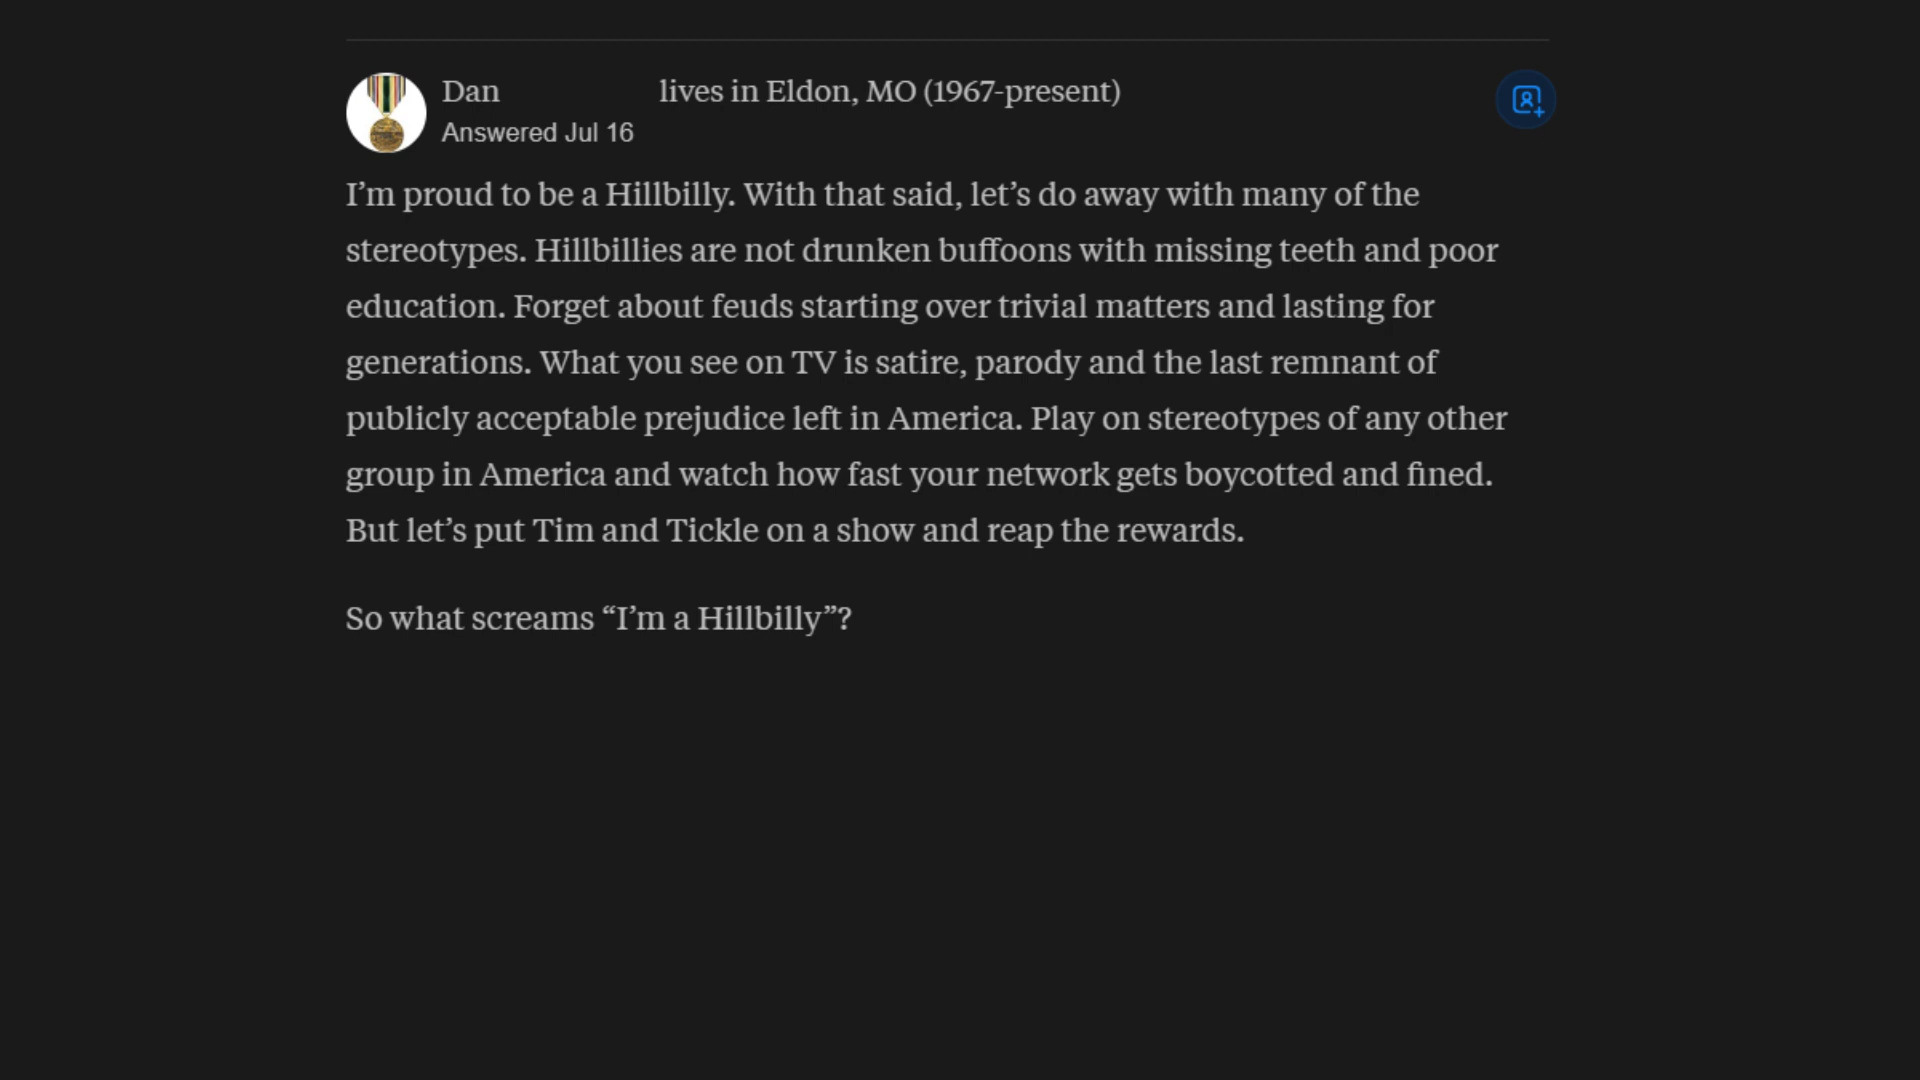 Dan lives in Eldon, MO (1967-present)
Answered Jul 16
I’m proud to be a Hillbilly. With that said, let’s do away with many of the
stereotypes. Hillbillies are not drunken buffoons with missing teeth and poor
education. Forget about feuds starting over trivial matters and lasting for
generations. What you see on TV is satire, parody and the last remnant of
publicly acceptable prejudice left in America. Play on stereotypes of any other
group in America and watch how fast your network gets boycotted and fined.
But let’s put Tim and Tickle on a show and reap the rewards.
So what screams “I’m a Hillbilly”?